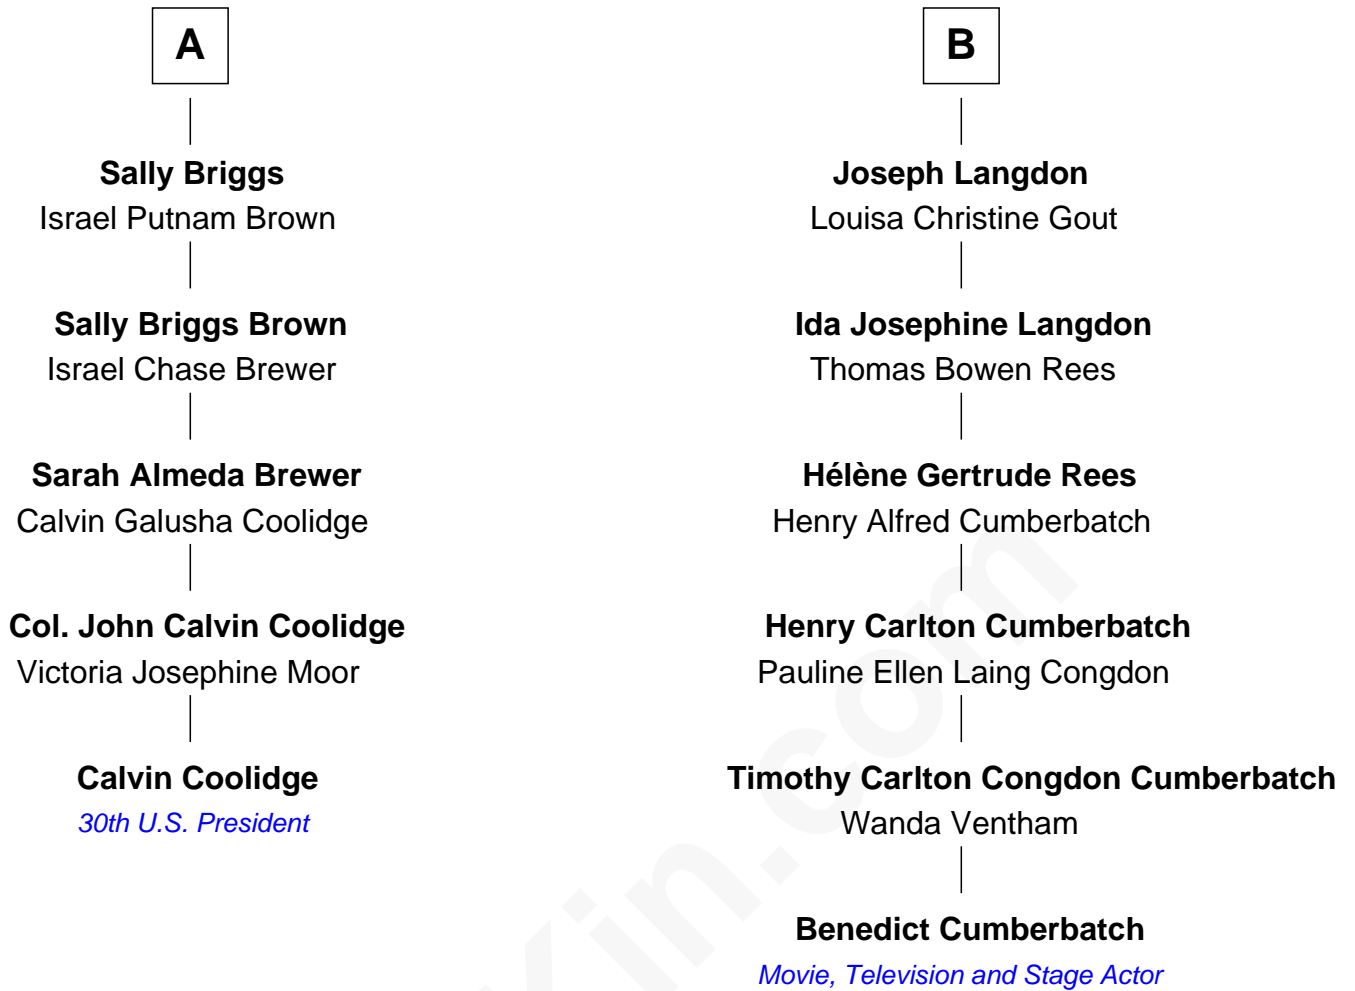 A
Sally Briggs
Israel Putnam Brown
Sally Briggs Brown
Israel Chase Brewer
Sarah Almeda Brewer
Calvin Galusha Coolidge
Col. John Calvin Coolidge
Victoria Josephine Moor
Calvin Coolidge
30th U.S. President
B
Joseph Langdon
Louisa Christine Gout
Ida Josephine Langdon
Thomas Bowen Rees
Hélène Gertrude Rees
Henry Alfred Cumberbatch
Henry Carlton Cumberbatch
Pauline Ellen Laing Congdon
Timothy Carlton Congdon Cumberbatch
Wanda Ventham
Benedict Cumberbatch
Movie, Television and Stage Actor
Kin.com